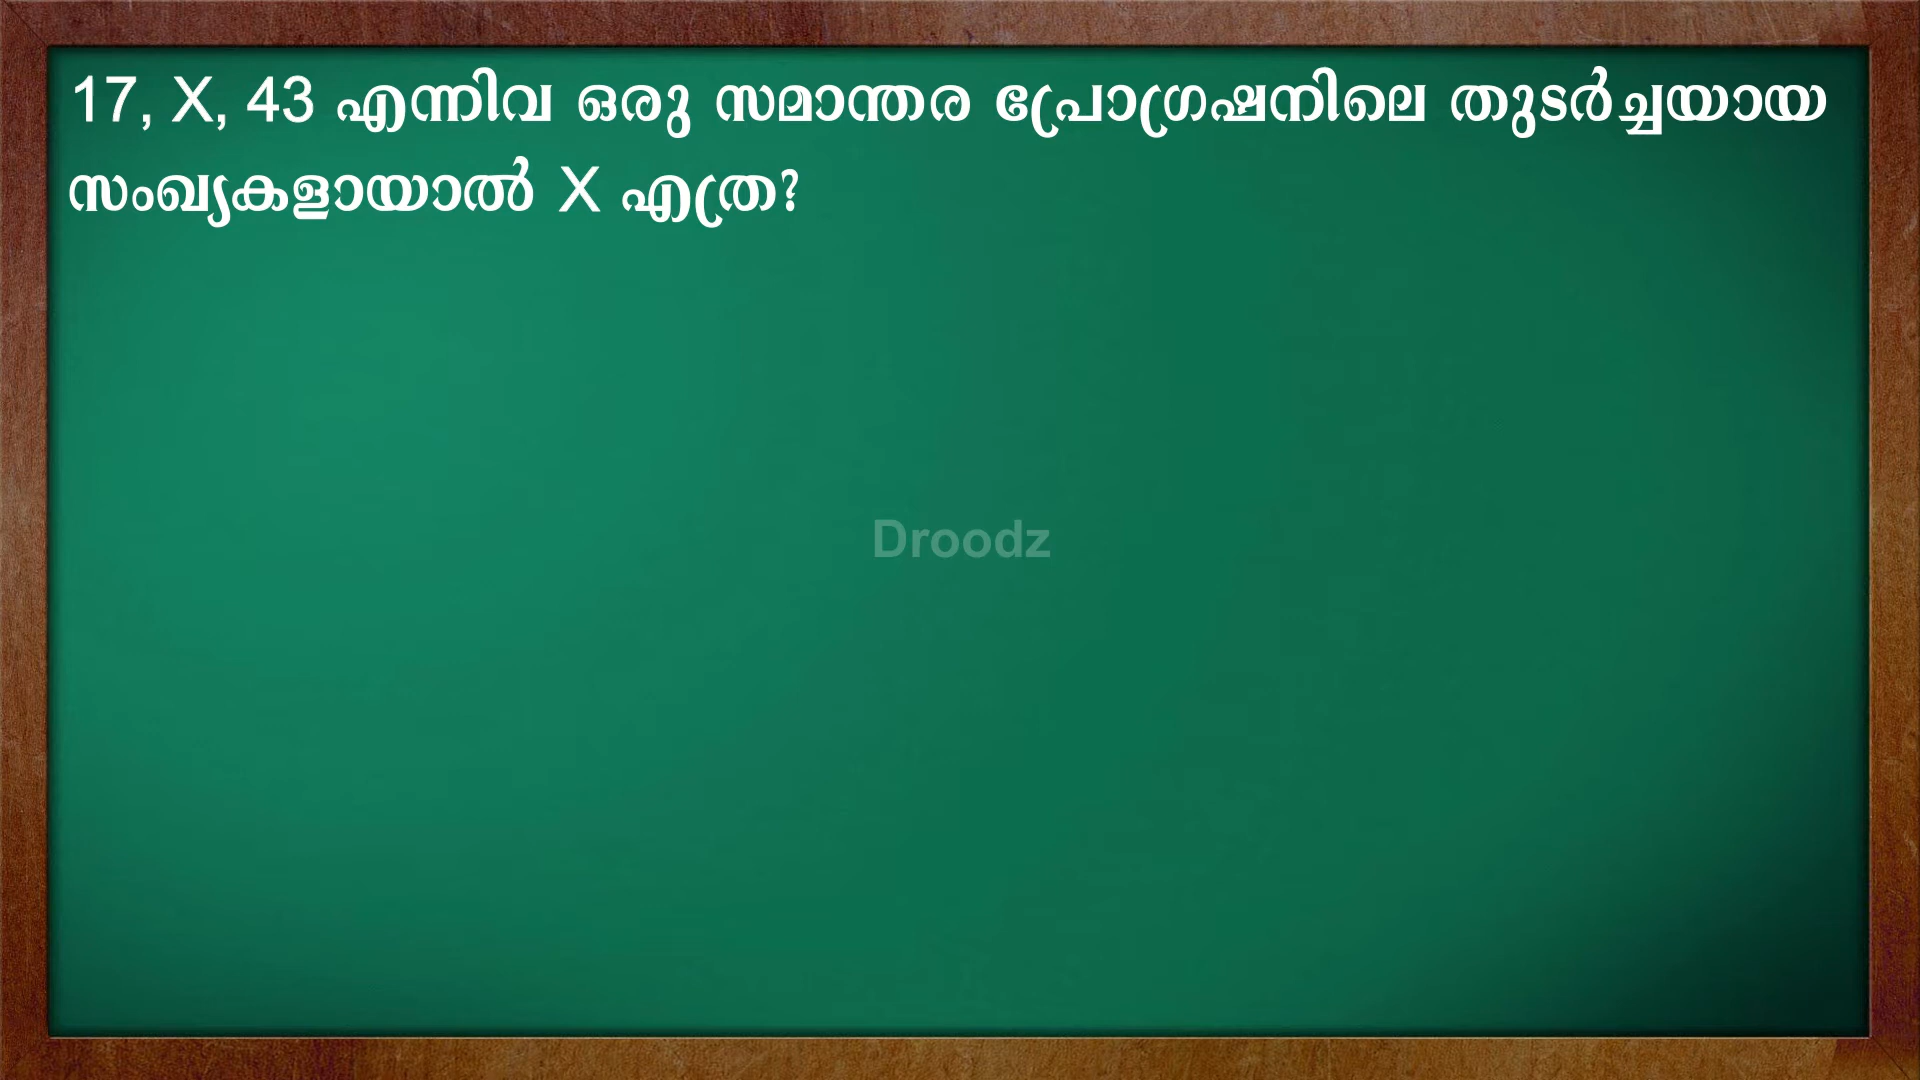 17, X, 43 എന്നിവ ഒരു സമാന്തര പ്രോഗ്രഷനിലെ തുടർച്ചയായ
സംഖ്യകളായാൽ X എത്ര?
Droodz